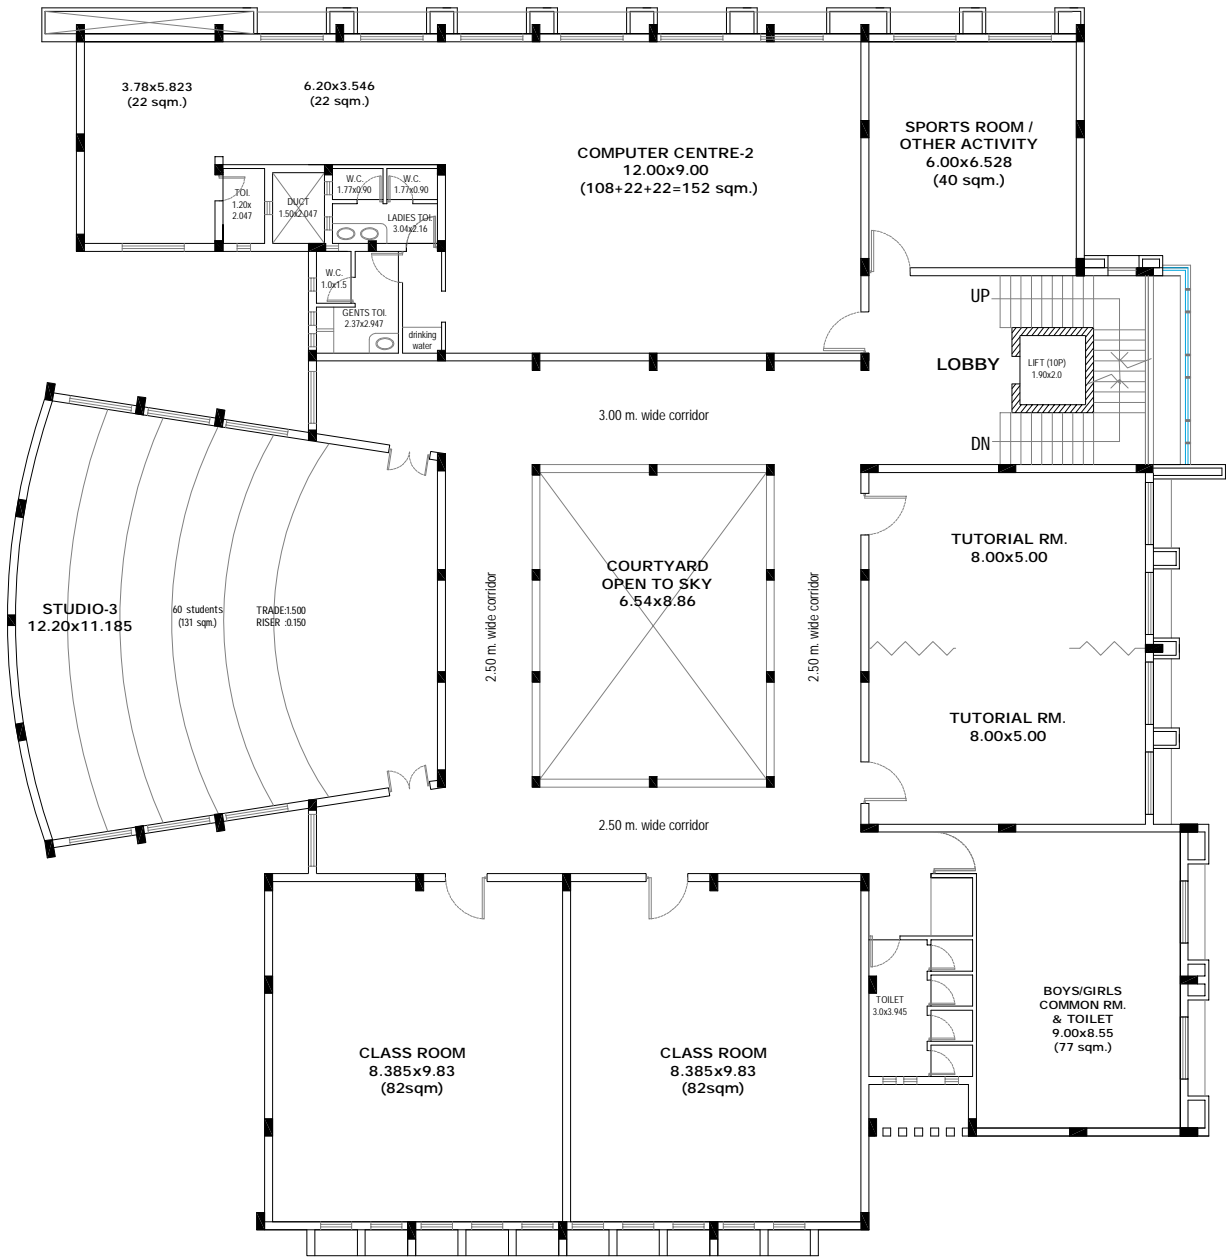 3.78x5.823
(22 sqm.)
6.20x3.546
(22 sqm.)
COMPUTER CENTRE-2
12.00x9.00
(108+22+22=152 sqm.)
SPORTS ROOM /
OTHER ACTIVITY
6.00x6.528
(40 sqm.)
TOI.
1.20x
2.047
DUCT
1.50x2.047
W.C.
1.77x0.90
W.C.
1.77x0.90
LADIES TOI.
3.04x2.16
W.C.
1.0x1.5
GENTS TOI.
2.37x2.947
drinking
water
UP
LOBBY
LIFT (10P)
1.90x2.0
DN
3.00 m. wide corridor
STUDIO-3
12.20x11.185
60 students
(131 sqm.)
TRADE:1.500
RISER :0.150
2.50 m. wide corridor
COURTYARD
OPEN TO SKY
6.54x8.86
2.50 m. wide corridor
TUTORIAL RM.
8.00x5.00
TUTORIAL RM.
8.00x5.00
2.50 m. wide corridor
CLASS ROOM
8.385x9.83
(82sqm)
CLASS ROOM
8.385x9.83
(82sqm)
TOILET
3.0x3.945
BOYS/GIRLS
COMMON RM.
& TOILET
9.00x8.55
(77 sqm.)